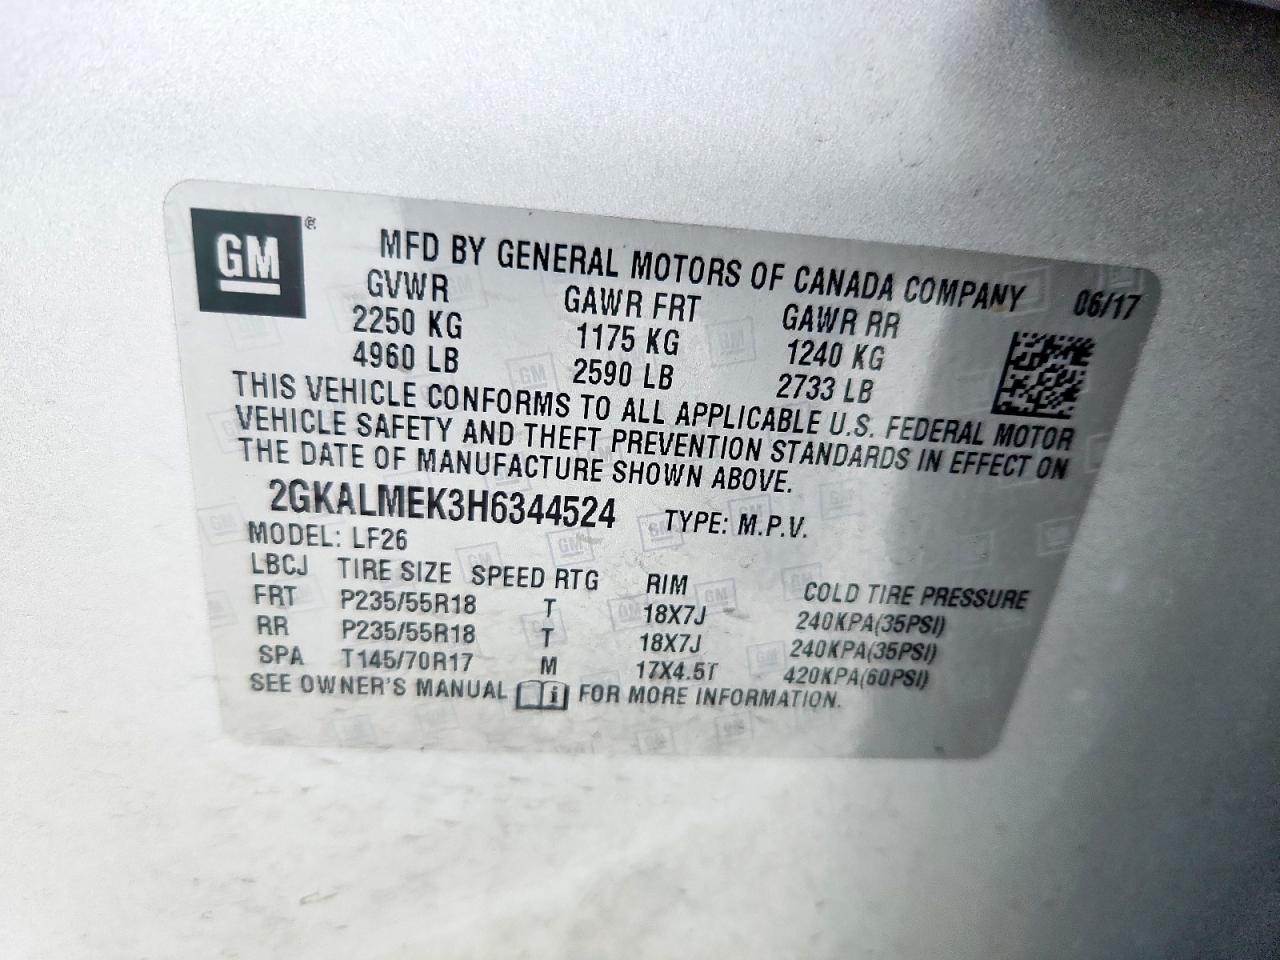 GM ®
MFD BY GENERAL MOTORS OF CANADA COMPANY 06/17
GVWR GAWR FRT GAWR RR
2250 KG 1175 KG 1240 KG
4960 LB 2590 LB 2733 LB
THIS VEHICLE CONFORMS TO ALL APPLICABLE U.S. FEDERAL MOTOR
VEHICLE SAFETY AND THEFT PREVENTION STANDARDS IN EFFECT ON
THE DATE OF MANUFACTURE SHOWN ABOVE.
2GKALMEK3H6344524 TYPE: M.P.V.
MODEL: LF26
LBCJ TIRE SIZE SPEED RTG RIM COLD TIRE PRESSURE
FRT P235/55R18 T 18X7J 240KPA(35PSI)
RR P235/55R18 T 18X7J 240KPA(35PSI)
SPA T145/70R17 M 17X4.5T 420KPA(60PSI)
SEE OWNER'S MANUAL i FOR MORE INFORMATION.